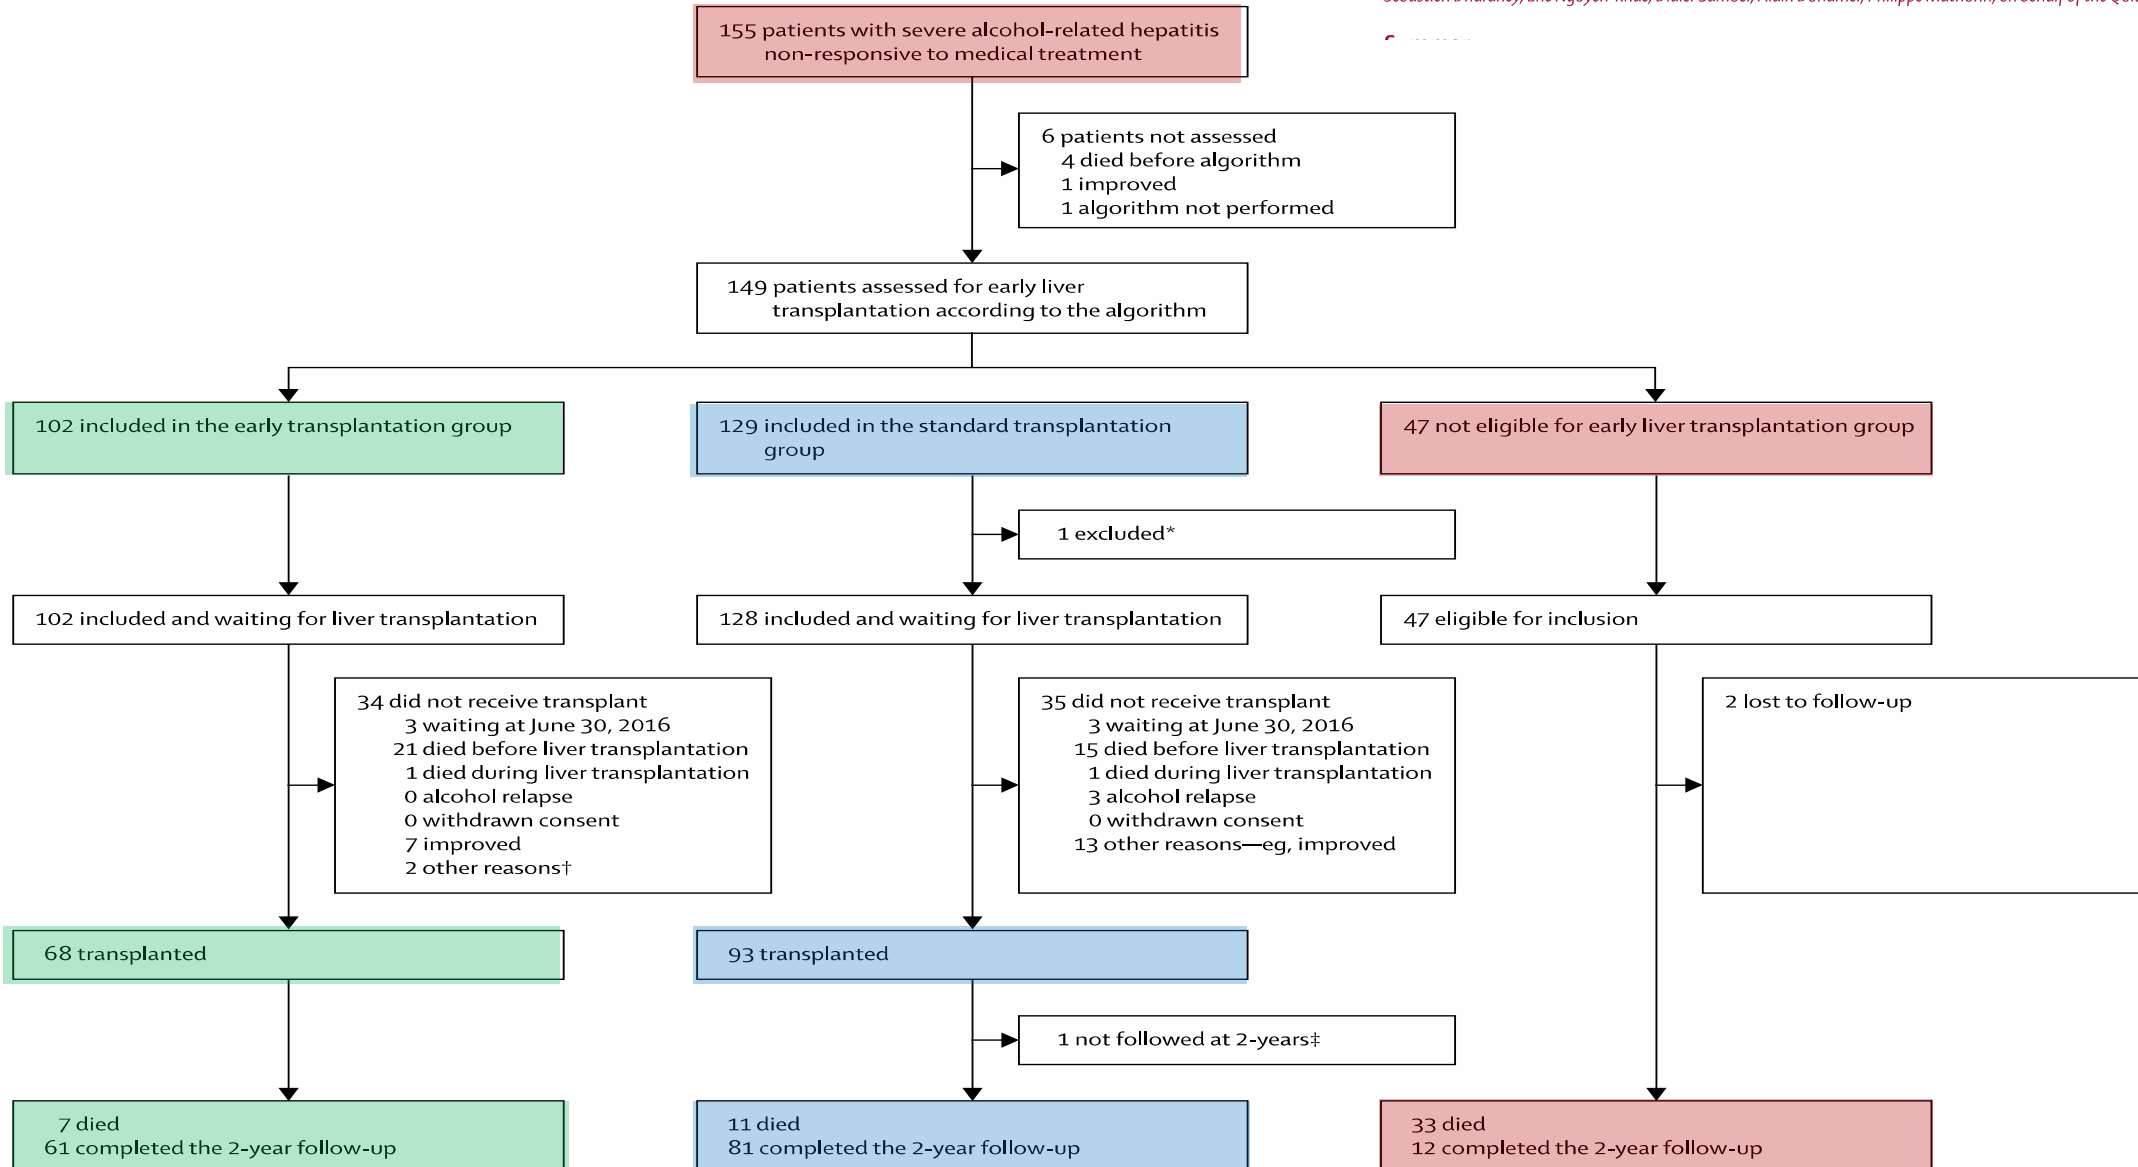 155 patients with severe alcohol-related hepatitis
non-responsive to medical treatment
6 patients not assessed
4 died before algorithm
1 improved
1 algorithm not performed
149 patients assessed for early liver
transplantation according to the algorithm
102 included in the early transplantation group
129 included in the standard transplantation
group
47 not eligible for early liver transplantation group
1 excluded*
102 included and waiting for liver transplantation
128 included and waiting for liver transplantation
47 eligible for inclusion
34 did not receive transplant
3 waiting at June 30, 2016
21 died before liver transplantation
1 died during liver transplantation
0 alcohol relapse
0 withdrawn consent
7 improved
2 other reasons†
35 did not receive transplant
3 waiting at June 30, 2016
15 died before liver transplantation
1 died during liver transplantation
3 alcohol relapse
0 withdrawn consent
13 other reasons—eg, improved
2 lost to follow-up
68 transplanted
93 transplanted
1 not followed at 2-years‡
7 died
61 completed the 2-year follow-up
11 died
81 completed the 2-year follow-up
33 died
12 completed the 2-year follow-up